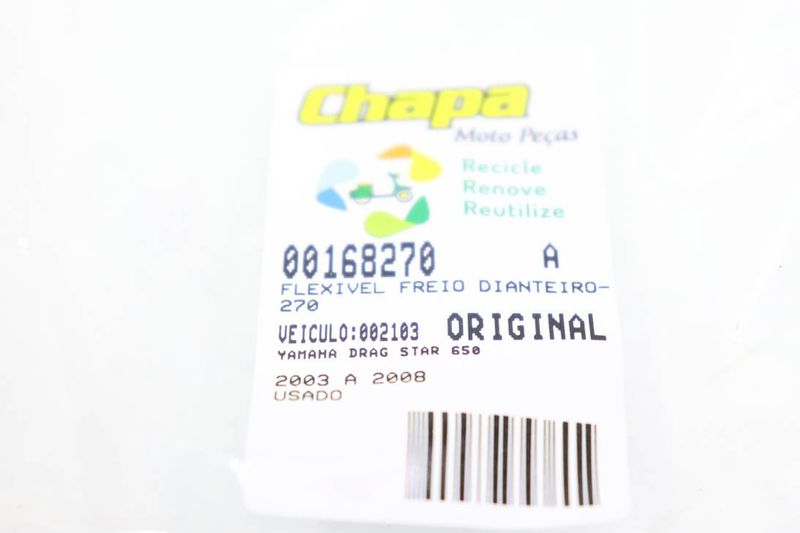 Chapa
Moto Peças
Recicle
Renove
Reutilize
00168270 A
FLEXIVEL FREIO DIANTEIRO-
270
VEICULO:002103 ORIGINAL
YAMAHA DRAG STAR 650
2003 A 2008
USADO